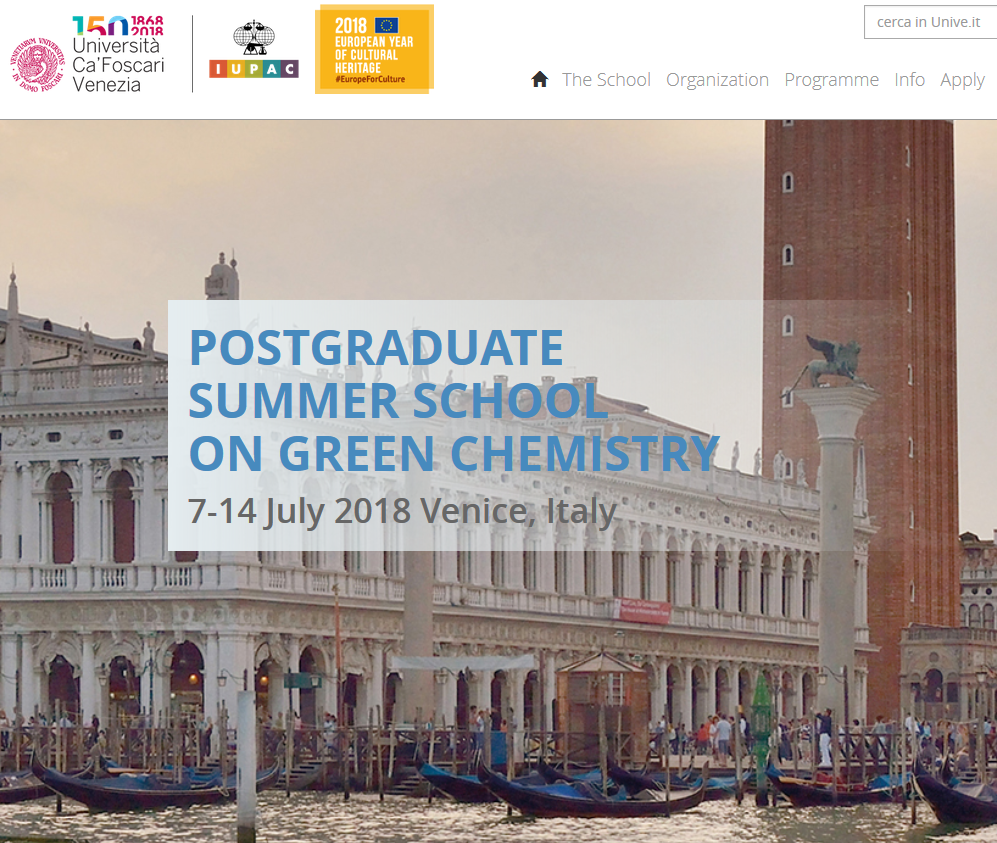 150 1868
2018
Università
Ca'Foscari
Venezia
IUPAC
2018
EUROPEAN YEAR
OF CULTURAL
HERITAGE
#EuropeForCulture
cerca in Unive.it
The School Organization Programme Info Apply
POSTGRADUATE
SUMMER SCHOOL
ON GREEN CHEMISTRY
7-14 July 2018 Venice, Italy